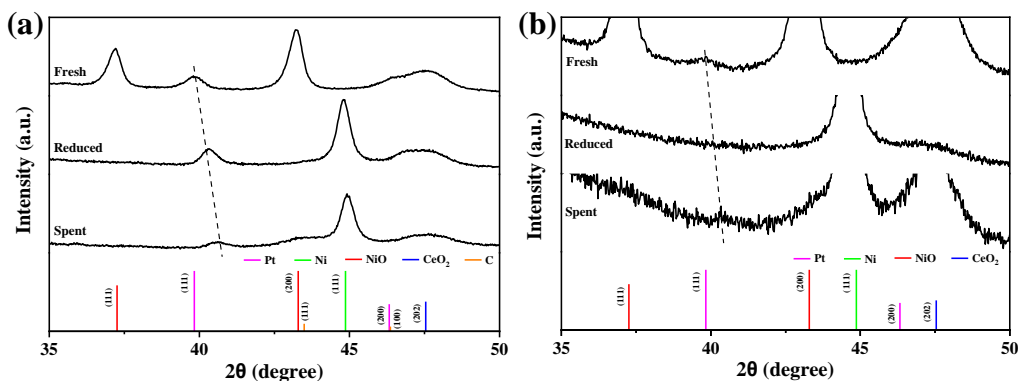 (a)
Intensity (a.u.)
Fresh
Reduced
Spent
Pt Ni NiO CeO₂ C
(111)
(111)
(200)
(111)
(111)
(200)
(100)
(202)
35 40 45 50
2θ (degree)
(b)
Intensity (a.u.)
Fresh
Reduced
Spent
Pt Ni NiO CeO₂
(111)
(111)
(200)
(111)
(200)
(202)
35 40 45 50
2θ (degree)